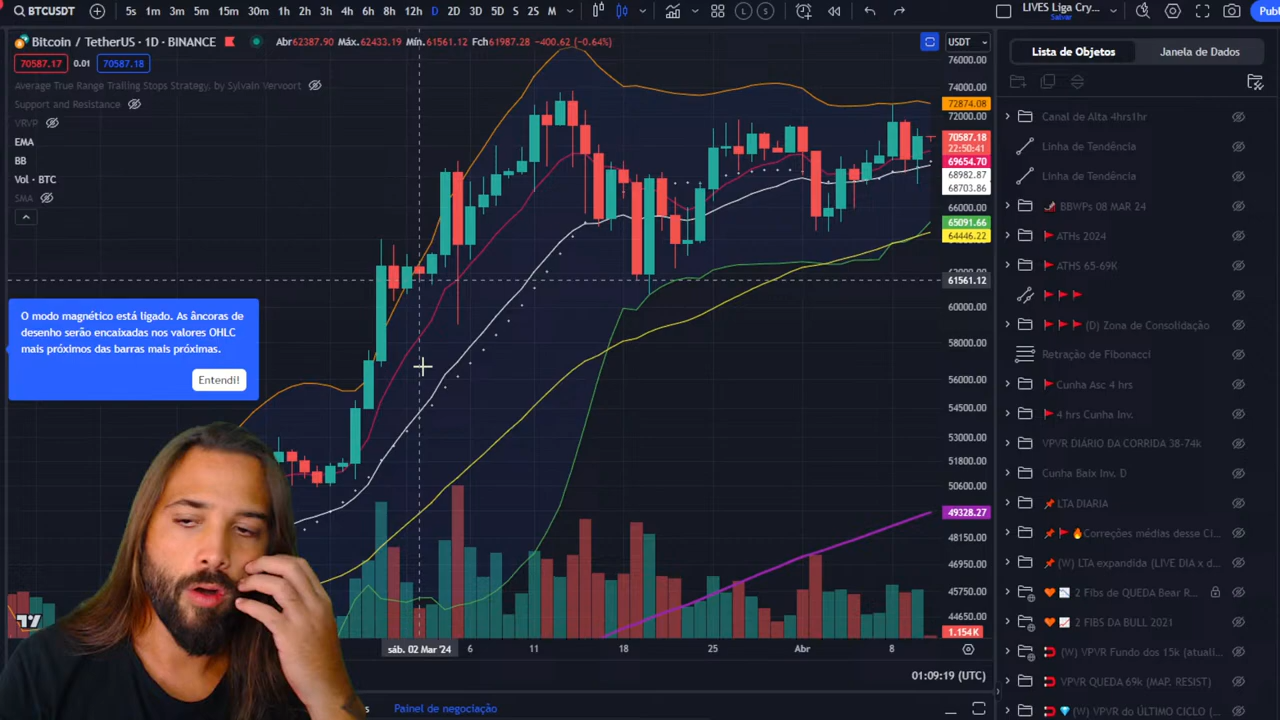 BTCUSDT
5s 1m 3m 5m 15m 30m 1h 2h 3h 4h 6h 8h 12h D 2D 3D 5D S 2S M
L S
LIVES Liga Cry...
Salvar
Publ
Bitcoin / TetherUS · 1D · BINANCE
Abr62387.90 Máx.62433.19 Mín.61561.12 Fch61987.28 −400.62 (−0.64%)
USDT
Lista de Objetos
Janela de Dados
70587.17 0.01 70587.18
Average True Range Trailing Stops Strategy, by Sylvain Vervoort
Support and Resistance
VRVP
EMA
BB
Vol · BTC
SMA
76000.00
74000.00
72874.08
72000.00
70587.18
22:50:41
69654.70
68982.87
68703.86
66000.00
65091.66
64446.22
61561.12
60000.00
58000.00
56000.00
54500.00
53000.00
51800.00
50600.00
49328.27
48150.00
46950.00
45750.00
44650.00
1.154K
O modo magnético está ligado. As âncoras de
desenho serão encaixadas nos valores OHLC
mais próximos das barras mais próximas.
Entendi!
Canal de Alta 4hrs1hr
Linha de Tendência
Linha de Tendência
BBWPs 08 MAR 24
ATHs 2024
ATHS 65-69K
(D) Zona de Consolidação
Retração de Fibonacci
Cunha Asc 4 hrs
4 hrs Cunha Inv.
VPVR DIÁRIO DA CORRIDA 38-74k
Cunha Baix Inv. D
LTA DIARIA
Correções médias desse Cl...
(W) LTA expandida (LIVE DIA x d...
2 Fibs de QUEDA Bear R...
2 FIBS DA BULL 2021
(W) VPVR Fundo dos 15k (atuali...
VPVR QUEDA 69k (MAP. RESIST)
(W) VPVR do ÚLTIMO CICLO (...
sáb. 02 Mar '24 6 11 18 25 Abr 8
01:09:19 (UTC)
Painel de negociação